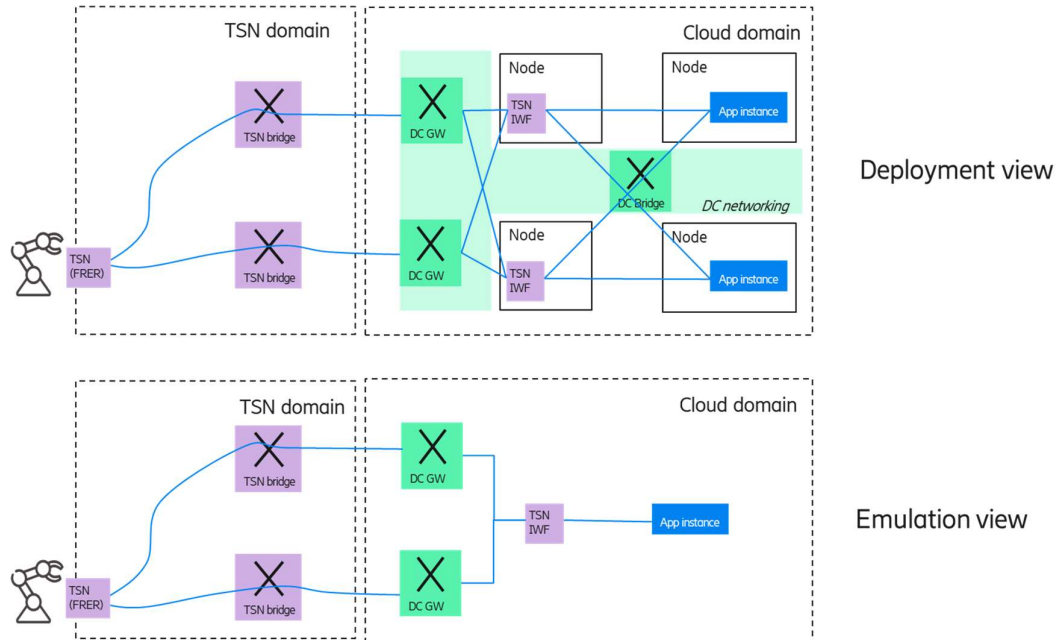 TSN domain
Cloud domain
Node
Node
TSN
IWF
App instance
DC GW
TSN bridge
Deployment view
DC Bridge
DC networking
Node
Node
TSN
(FRER)
TSN bridge
DC GW
TSN
IWF
App instance
TSN domain
Cloud domain
TSN bridge
DC GW
TSN
IWF
App instance
Emulation view
TSN
(FRER)
TSN bridge
DC GW